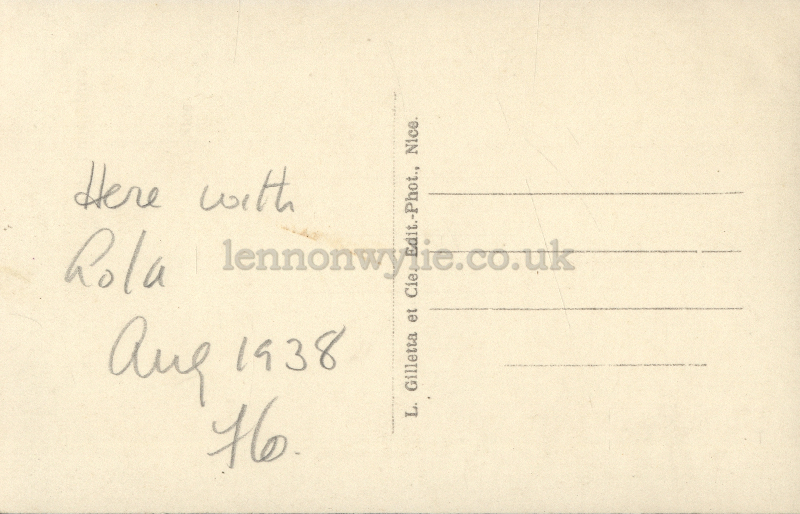 Here with
Lola
Aug 1938
76.
L. Gilletta et Cie. Edit.-Phot., Nice.
lennonwylie.co.uk